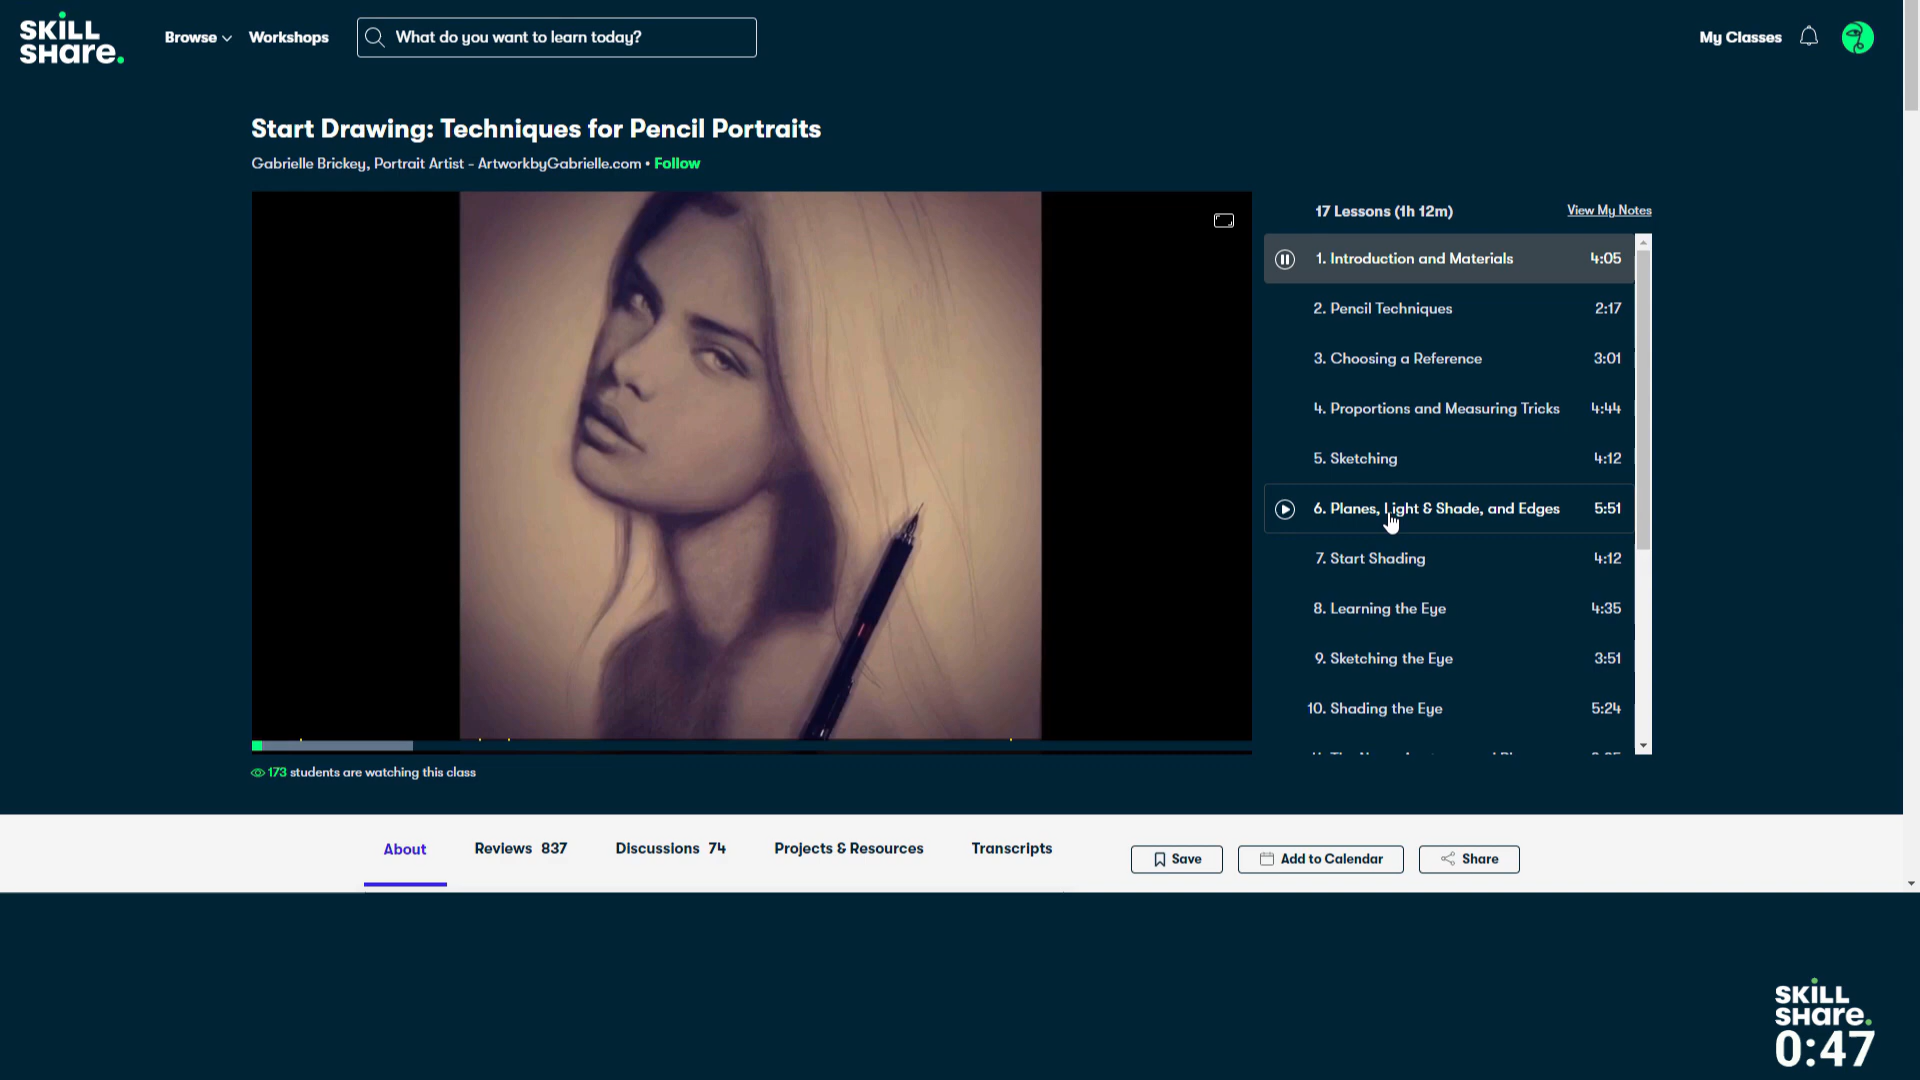 SKILL
SHare.
Browse
Workshops
What do you want to learn today?
My Classes
Start Drawing: Techniques for Pencil Portraits
Gabrielle Brickey, Portrait Artist - ArtworkbyGabrielle.com • Follow
17 Lessons (1h 12m)
View My Notes
1. Introduction and Materials 4:05
2. Pencil Techniques 2:17
3. Choosing a Reference 3:01
4. Proportions and Measuring Tricks 4:44
5. Sketching 4:12
6. Planes, Light & Shade, and Edges 5:51
7. Start Shading 4:12
8. Learning the Eye 4:35
9. Sketching the Eye 3:51
10. Shading the Eye 5:24
173 students are watching this class
About
Reviews 837
Discussions 74
Projects & Resources
Transcripts
Save
Add to Calendar
Share
SKILL
SHare.
0:47